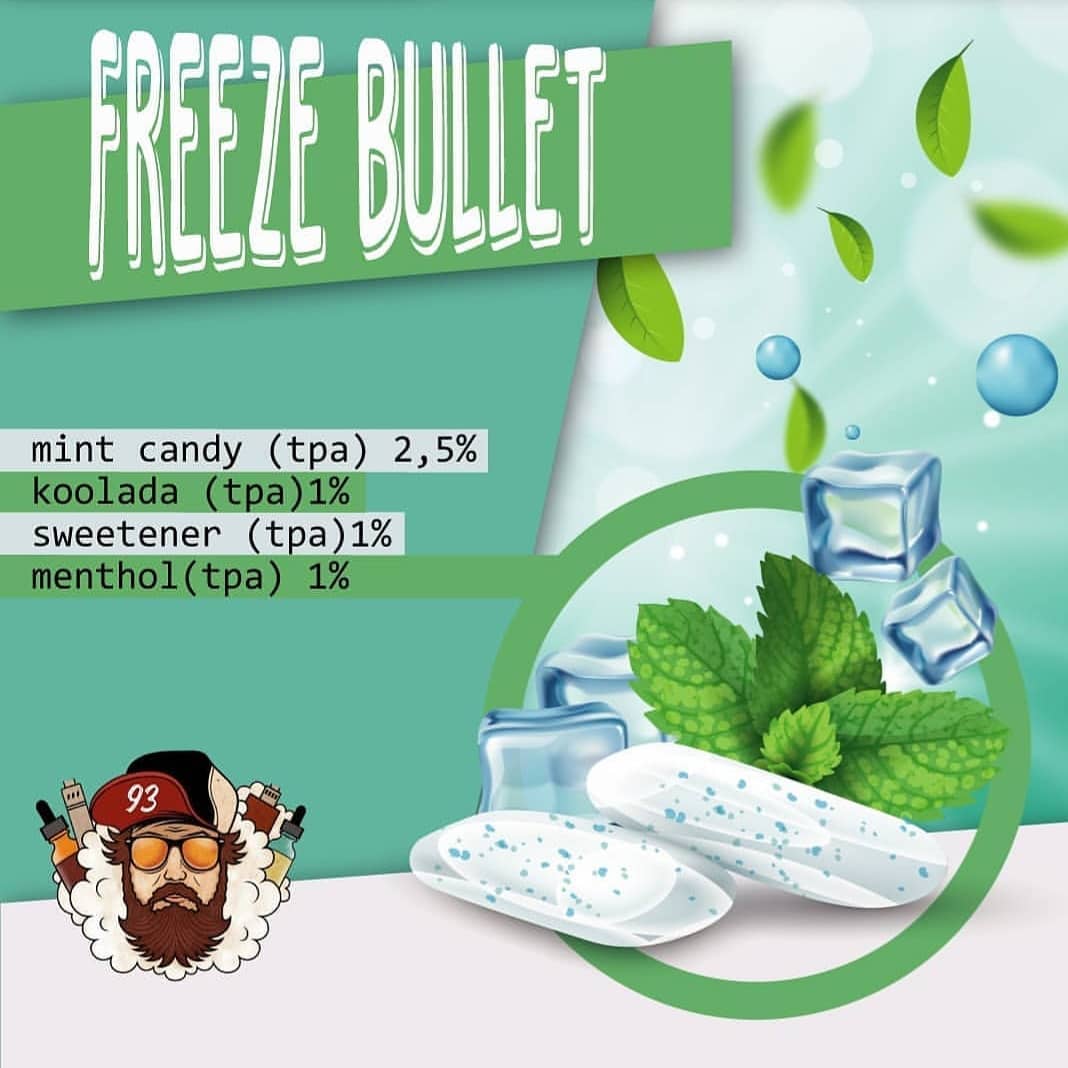 FREEZE BULLET
mint candy (tpa) 2,5%
koolada (tpa)1%
sweetener (tpa)1%
menthol(tpa) 1%
93